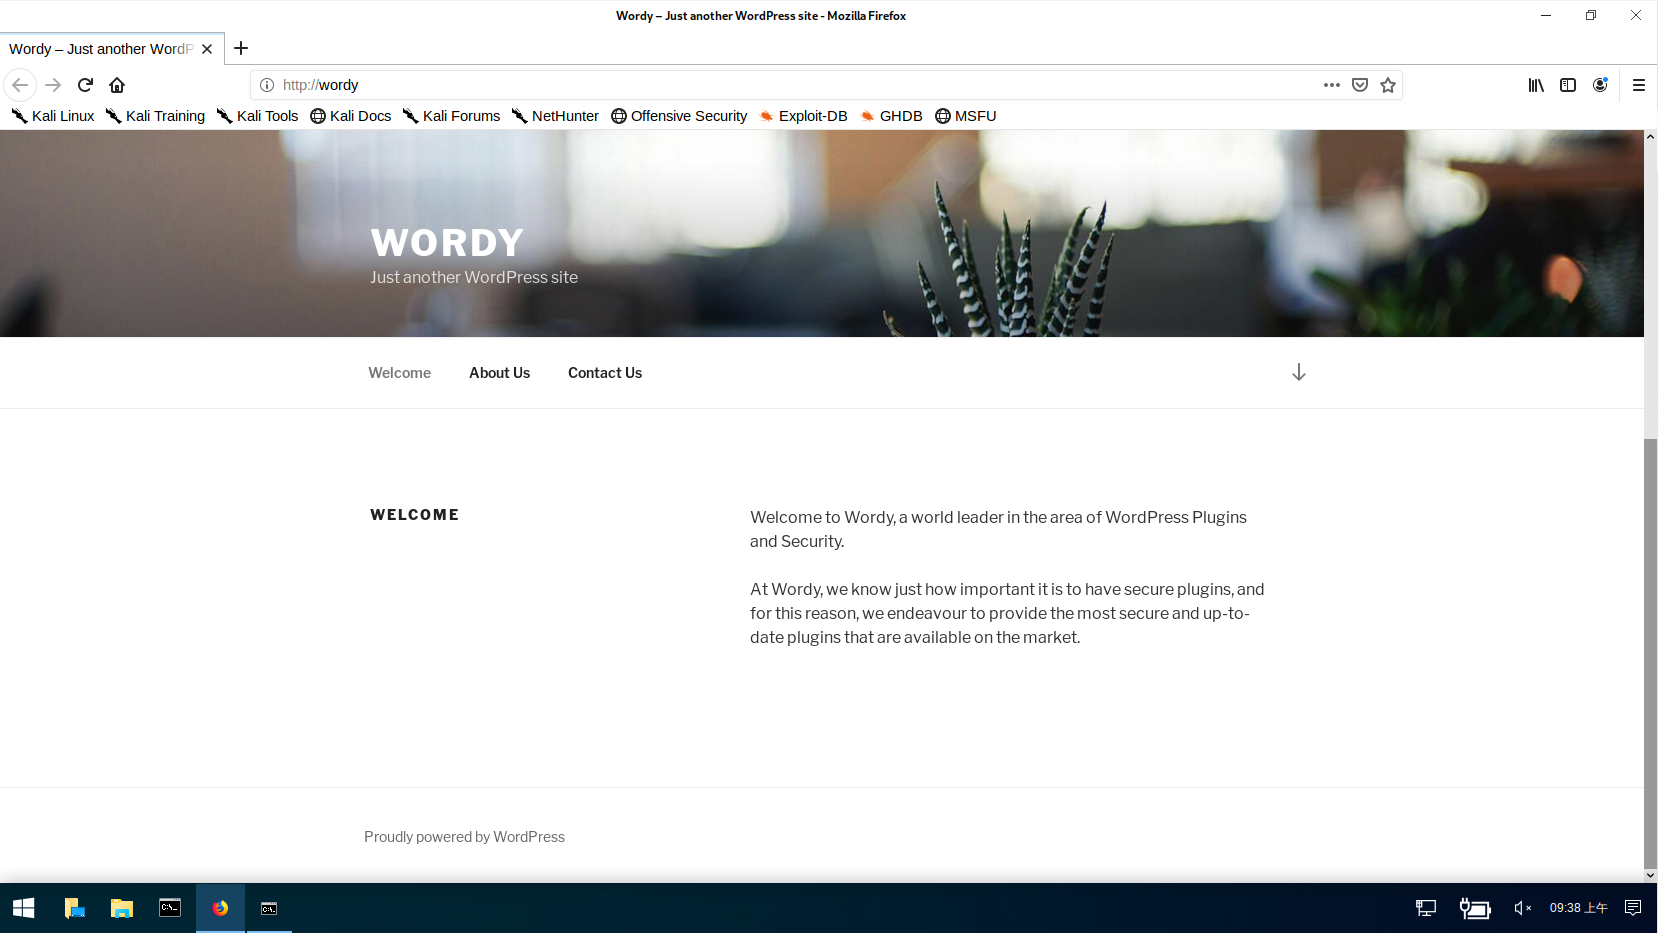 Wordy – Just another WordPress site - Mozilla Firefox
Wordy – Just another WordP
http://wordy
Kali Linux Kali Training Kali Tools Kali Docs Kali Forums NetHunter Offensive Security Exploit-DB GHDB MSFU
WORDY
Just another WordPress site
Welcome About Us Contact Us
WELCOME
Welcome to Wordy, a world leader in the area of WordPress Plugins
and Security.
At Wordy, we know just how important it is to have secure plugins, and
for this reason, we endeavour to provide the most secure and up-to-
date plugins that are available on the market.
Proudly powered by WordPress
09:38 上午